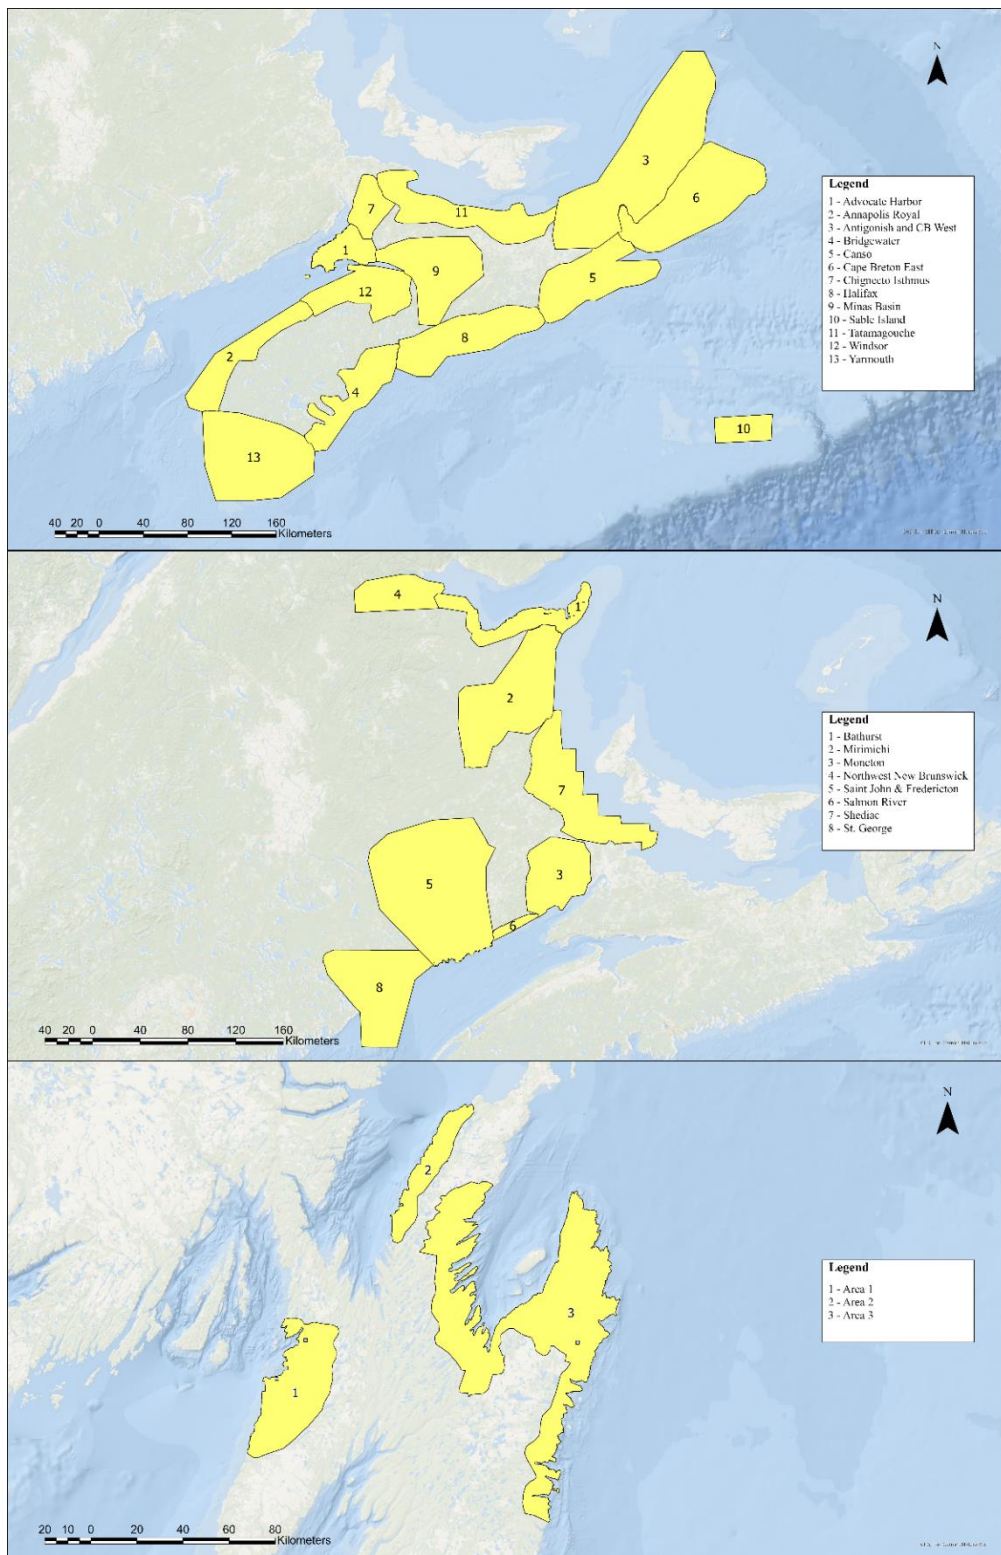 N
3
6
7
11
1
9
5
12
8
2
4
13
10
Legend
1 - Advocate Harbor
2 - Annapolis Royal
3 - Antigonish and CB West
4 - Bridgewater
5 - Canso
6 - Cape Breton East
7 - Chignecto Isthmus
8 - Halifax
9 - Minas Basin
10 - Sable Island
11 - Tatamagouche
12 - Windsor
13 - Yarmouth
40 20 0 40 80 120 160
Kilometers
N
4
1
2
7
3
5
6
8
Legend
1 - Bathurst
2 - Mirimichi
3 - Moncton
4 - Northwest New Brunswick
5 - Saint John & Fredericton
6 - Salmon River
7 - Shediac
8 - St. George
40 20 0 40 80 120 160
Kilometers
N
2
3
1
Legend
1 - Area 1
2 - Area 2
3 - Area 3
20 10 0 20 40 60 80
Kilometers